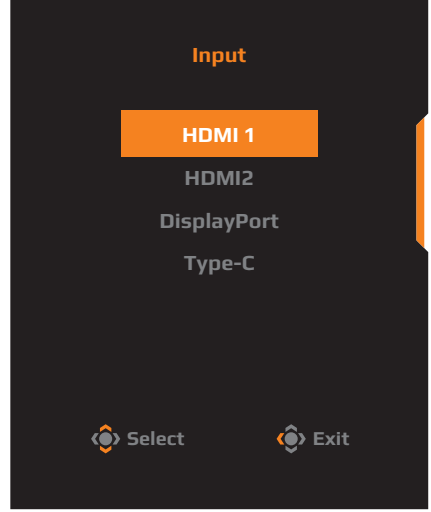 Input
HDMI 1
HDMI2
DisplayPort
Type-C
Select Exit